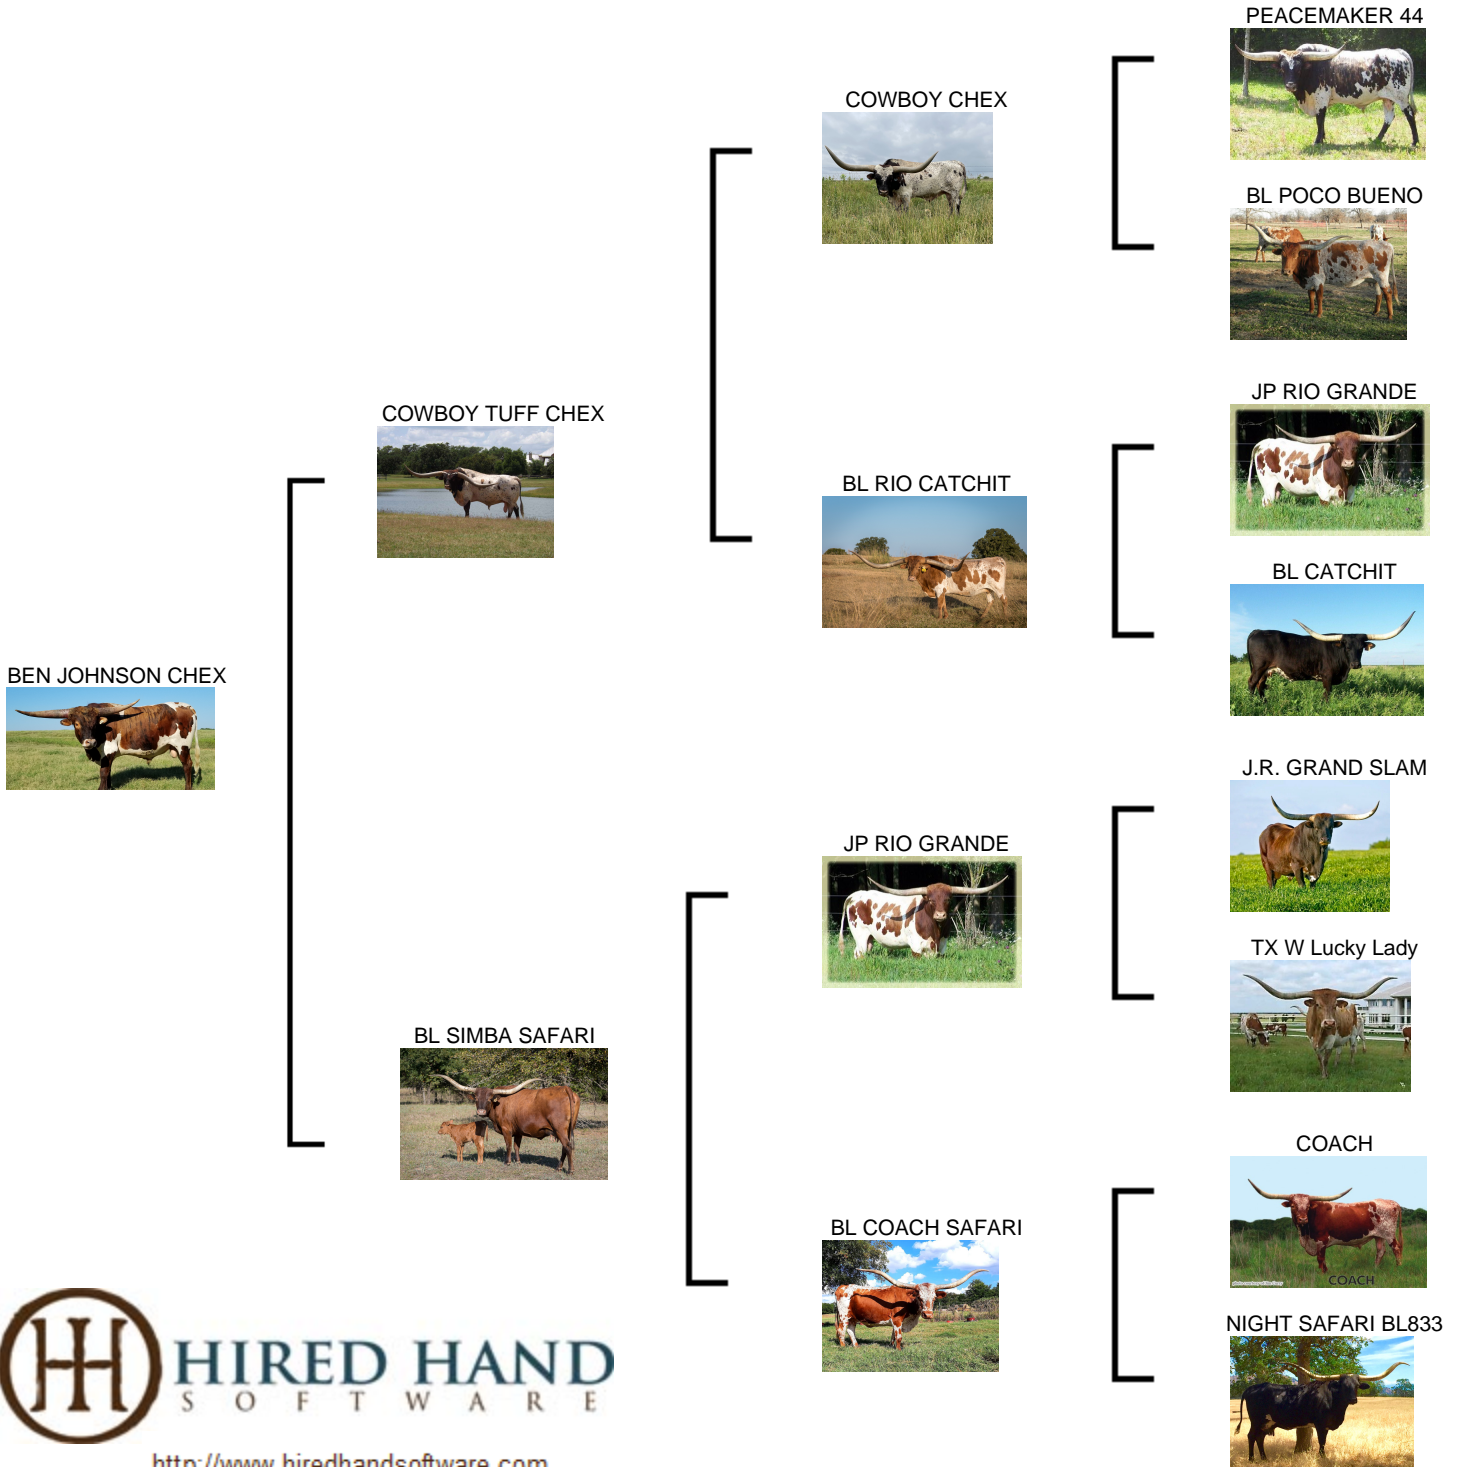 PEACEMAKER 44
COWBOY CHEX
BL POCO BUENO
JP RIO GRANDE
COWBOY TUFF CHEX
BL RIO CATCHIT
BL CATCHIT
BEN JOHNSON CHEX
J.R. GRAND SLAM
JP RIO GRANDE
TX W Lucky Lady
BL SIMBA SAFARI
COACH
BL COACH SAFARI
COACH
NIGHT SAFARI BL833
HH
HIRED HAND
SOFTWARE
http://www.hiredhandsoftware.com